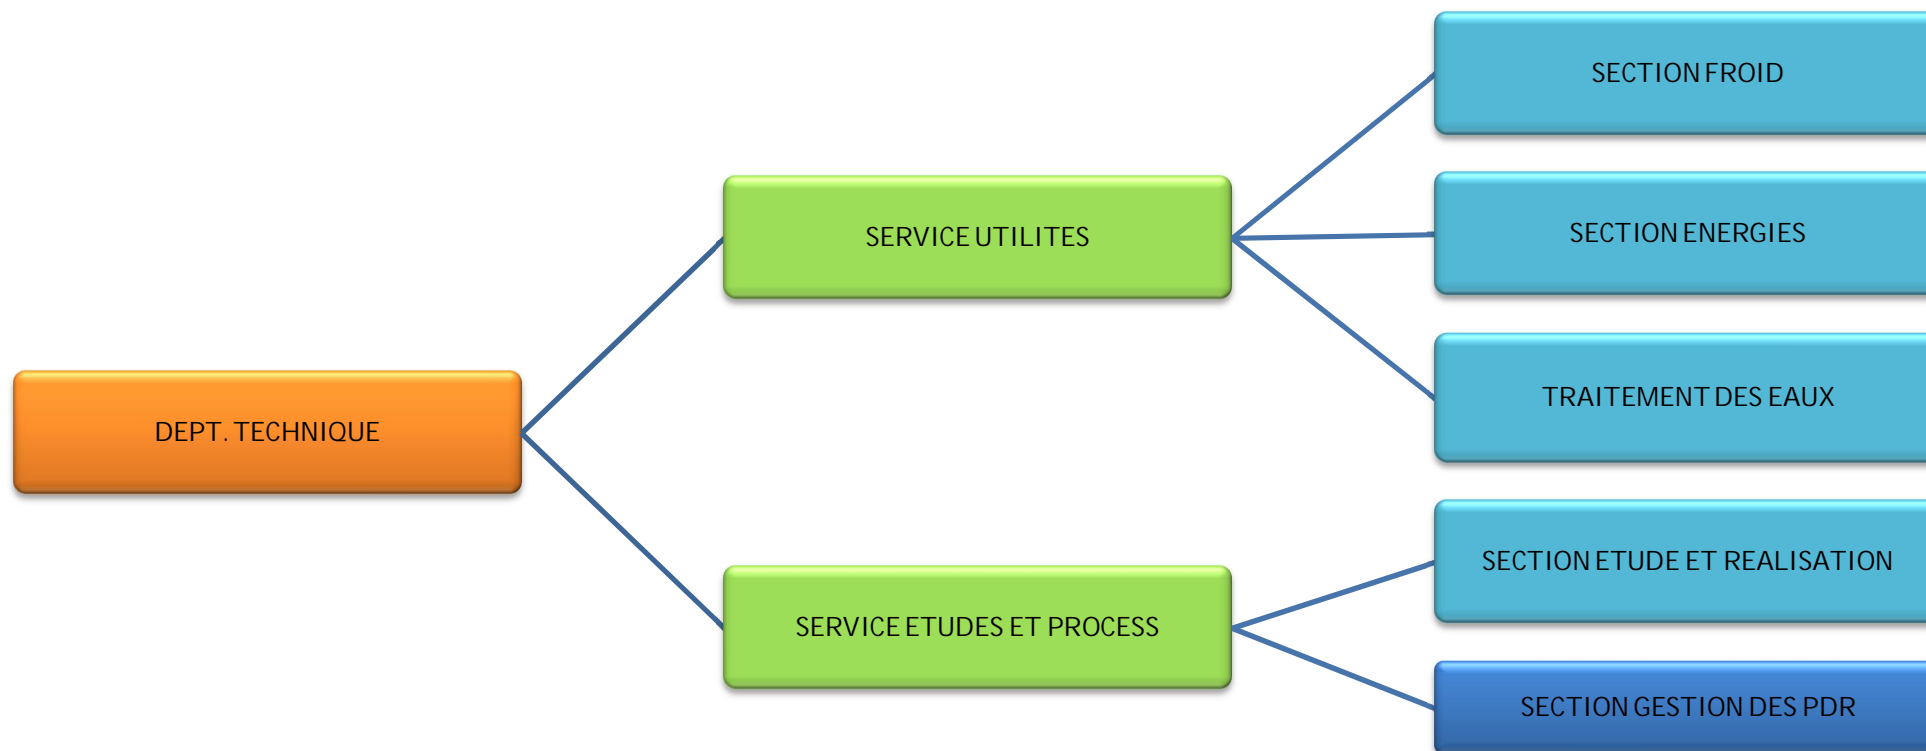 SECTION FROID
SERVICE UTILITES
SECTION ENERGIES
TRAITEMENT DES EAUX
DEPT. TECHNIQUE
SECTION ETUDE ET REALISATION
SERVICE ETUDES ET PROCESS
SECTION GESTION DES PDR